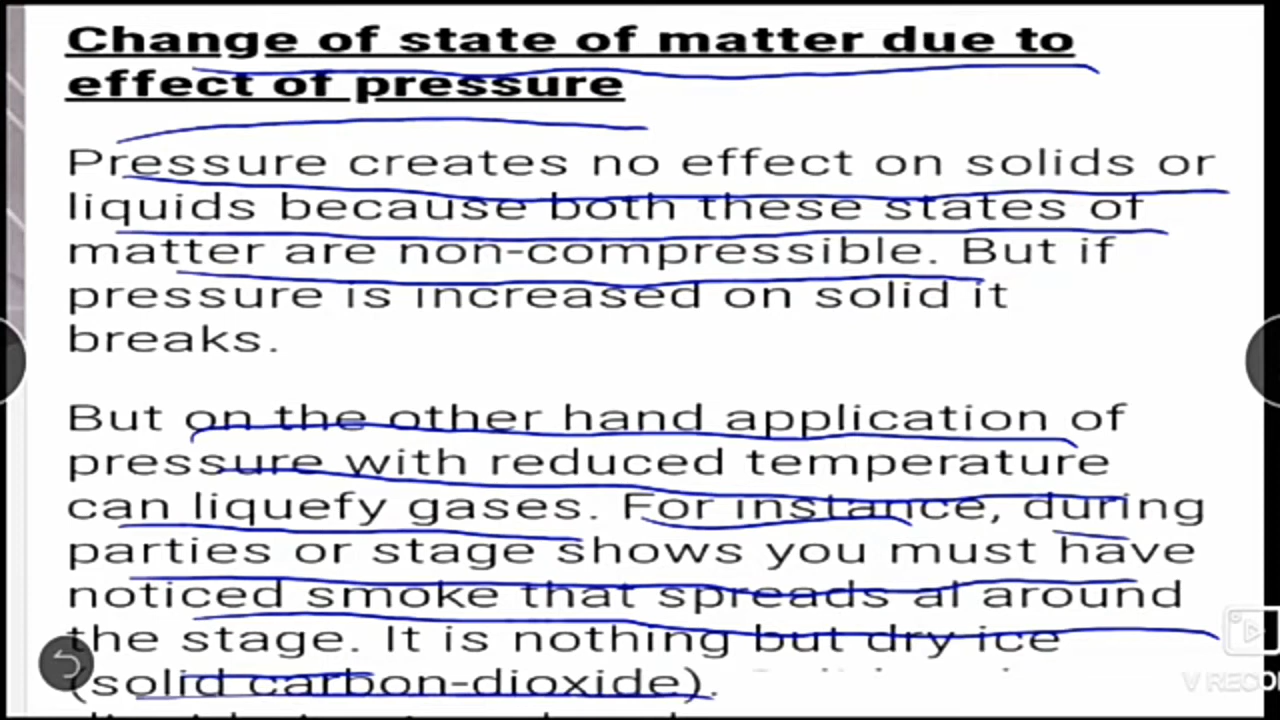 Change of state of matter due to
effect of pressure
Pressure creates no effect on solids or
liquids because both these states of
matter are non-compressible. But if
pressure is increased on solid it
breaks.
But on the other hand application of
pressure with reduced temperature
can liquefy gases. For instance, during
parties or stage shows you must have
noticed smoke that spreads al around
the stage. It is nothing but dry ice
(solid carbon-dioxide).
V RECO